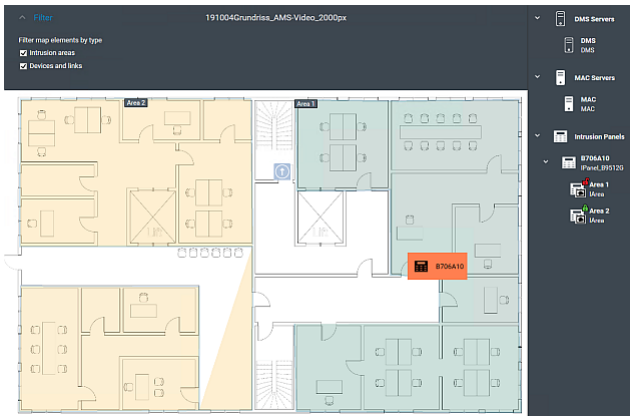 Filter
191004Grundriss_AMS-Video_2000px
Filter map elements by type
Intrusion areas
Devices and links
Area 2
Area 1
B706A10
DMS Servers
DMS
DMS
MAC Servers
MAC
MAC
Intrusion Panels
B706A10
IPanel_B9512G
Area 1
IArea
Area 2
IArea